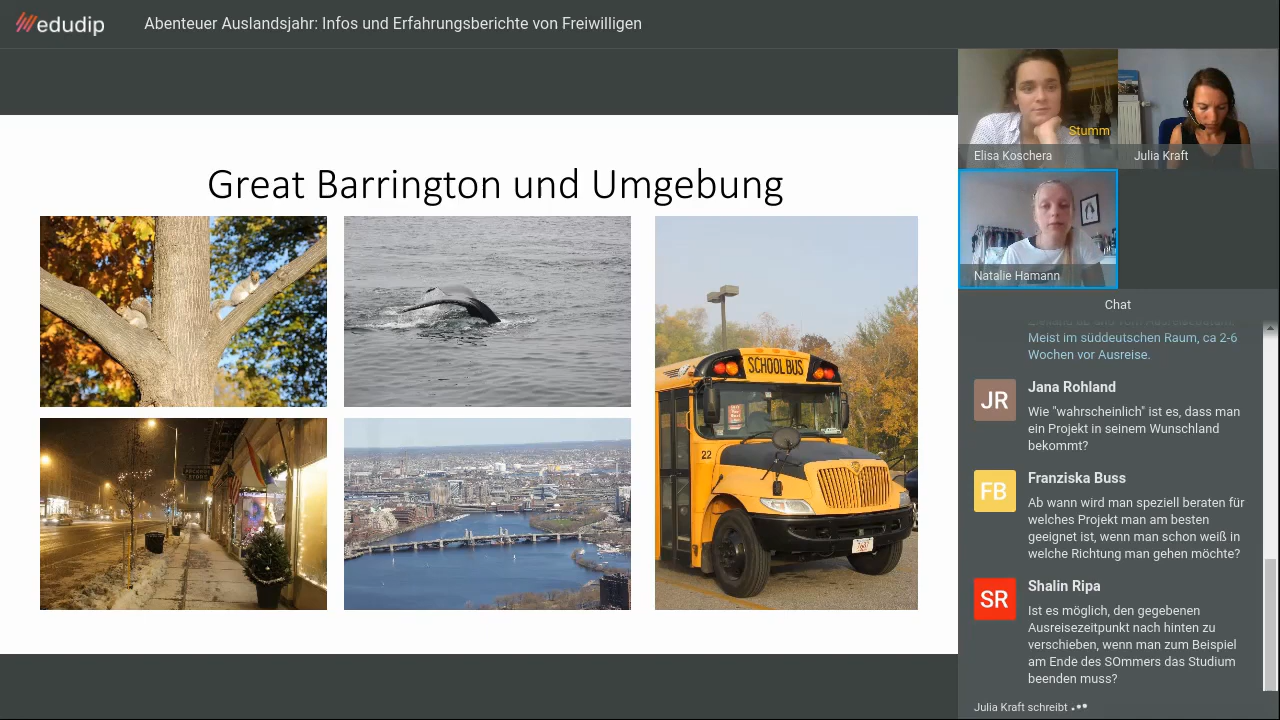 edudip
Abenteuer Auslandsjahr: Infos und Erfahrungsberichte von Freiwilligen
Great Barrington und Umgebung
SCHOOL BUS
22
Stumm
Elisa Koschera
Julia Kraft
Natalie Hamann
Chat
Meist im süddeutschen Raum, ca 2-6
Wochen vor Ausreise.
JR
Jana Rohland
Wie "wahrscheinlich" ist es, dass man
ein Projekt in seinem Wunschland
bekommt?
FB
Franziska Buss
Ab wann wird man speziell beraten für
welches Projekt man am besten
geeignet ist, wenn man schon weiß in
welche Richtung man gehen möchte?
SR
Shalin Ripa
Ist es möglich, den gegebenen
Ausreisezeitpunkt nach hinten zu
verschieben, wenn man zum Beispiel
am Ende des SOmmers das Studium
beenden muss?
Julia Kraft schreibt